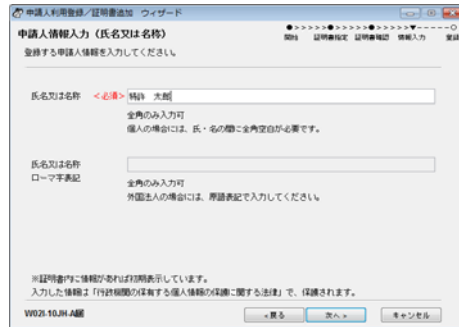 申請人利用登録/証明書追加 ウィザード
申請人情報入力 (氏名又は名称)
●>>>>>●>>>>>●>>>>>▼-----○
開始 証明書指定 証明書確認 情報入力 登録
登録する申請人情報を入力してください。
氏名又は名称 <必須> 特許 太郎
全角のみ入力可
個人の場合には、氏・名の間に全角空白が必要です。
氏名又は名称
ローマ字表記
全角のみ入力可
外国法人の場合には、原語表記で入力してください。
※証明書内に情報があれば初期表示しています。
入力した情報は「行政機関の保有する個人情報の保護に関する法律」で、保護されます。
<戻る 次へ> キャンセル